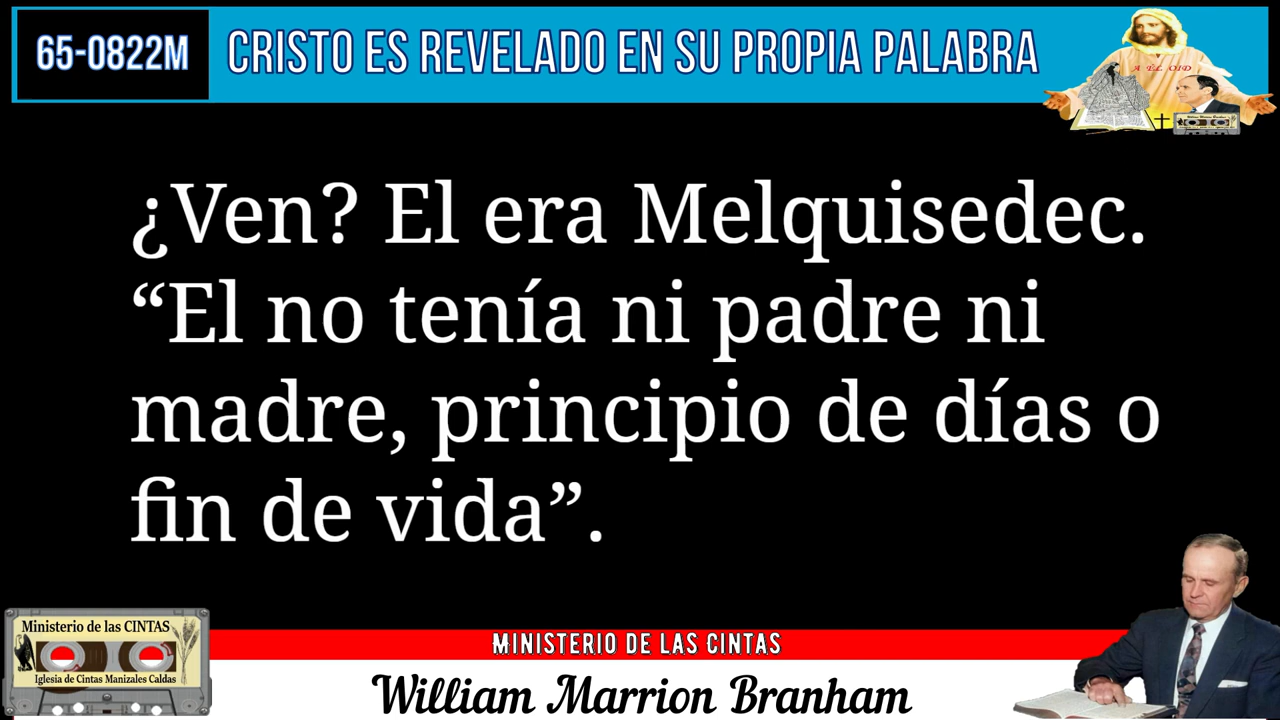 65-0822M
CRISTO ES REVELADO EN SU PROPIA PALABRA
A EL OID
¿Ven? El era Melquisedec.
“El no tenía ni padre ni
madre, principio de días o
fin de vida”.
Ministerio de las CINTAS
Iglesia de Cintas Manizales Caldas
MINISTERIO DE LAS CINTAS
William Marrion Branham